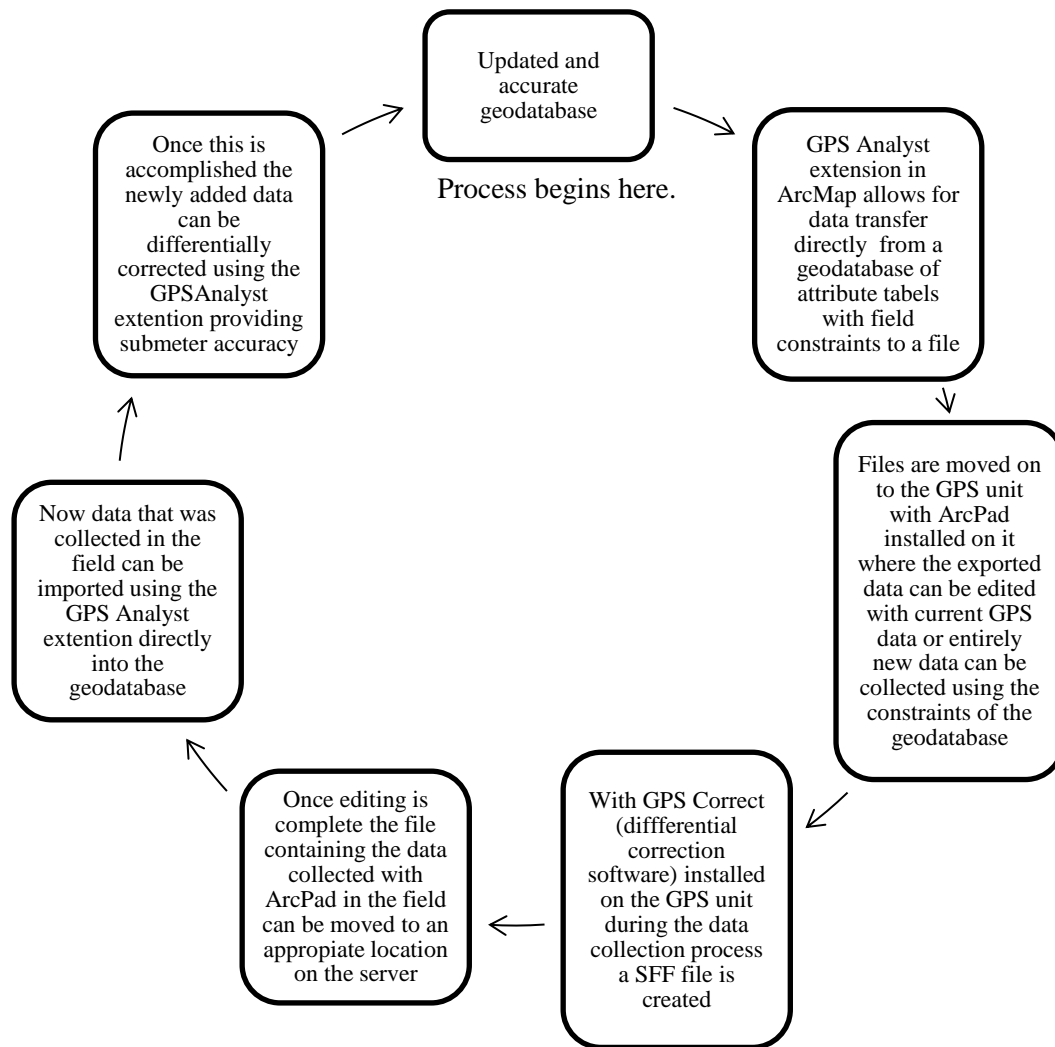 Updated and
accurate
geodatabase
Process begins here.
GPS Analyst
extension in
ArcMap allows for
data transfer
directly from a
geodatabase of
attribute tabels
with field
constraints to a file
Files are moved on
to the GPS unit
with ArcPad
installed on it
where the exported
data can be edited
with current GPS
data or entirely
new data can be
collected using the
constraints of the
geodatabase
With GPS Correct
(diffferential
correction
software) installed
on the GPS unit
during the data
collection process
a SFF file is
created
Once editing is
complete the file
containing the data
collected with
ArcPad in the field
can be moved to an
appropiate location
on the server
Now data that was
collected in the
field can be
imported using the
GPS Analyst
extention directly
into the
geodatabase
Once this is
accomplished the
newly added data
can be
differentially
corrected using the
GPSAnalyst
extention providing
submeter accuracy